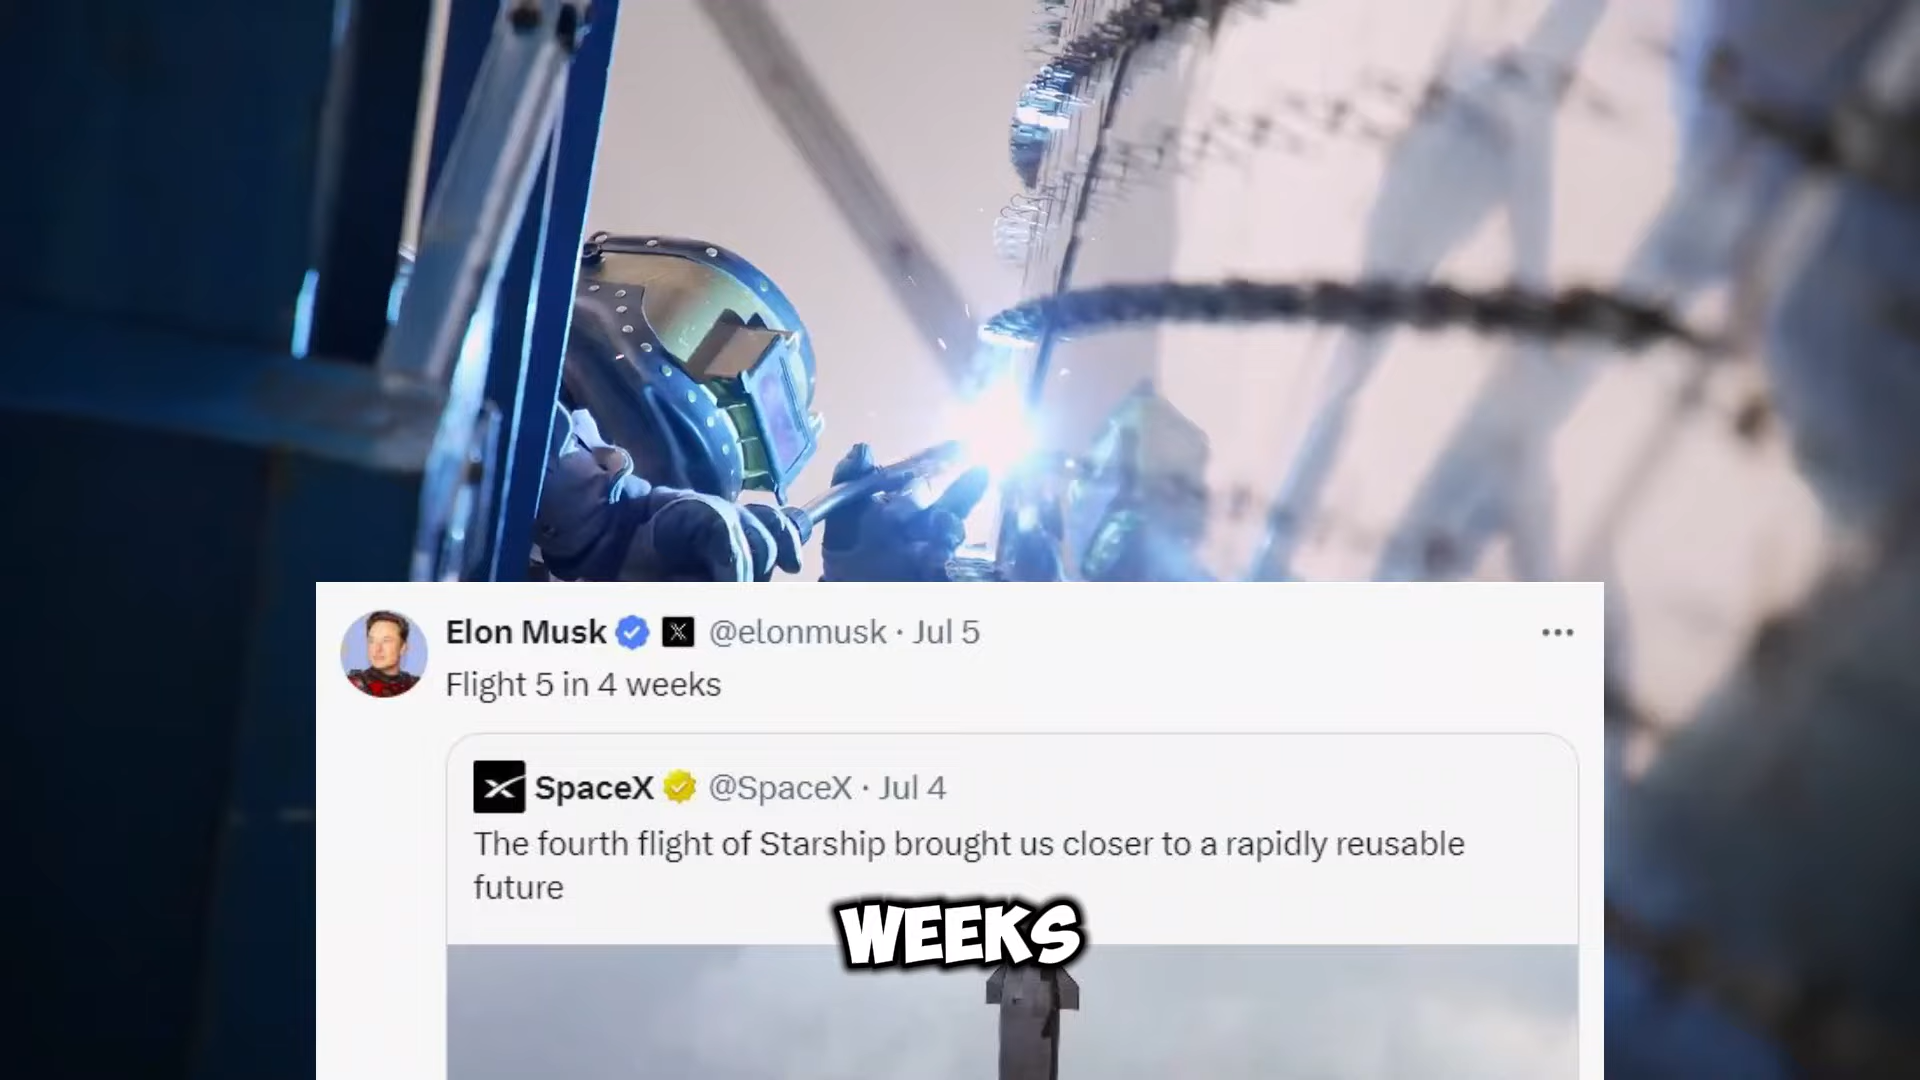 Elon Musk @elonmusk · Jul 5
Flight 5 in 4 weeks
SpaceX @SpaceX · Jul 4
The fourth flight of Starship brought us closer to a rapidly reusable
future
WEEKS